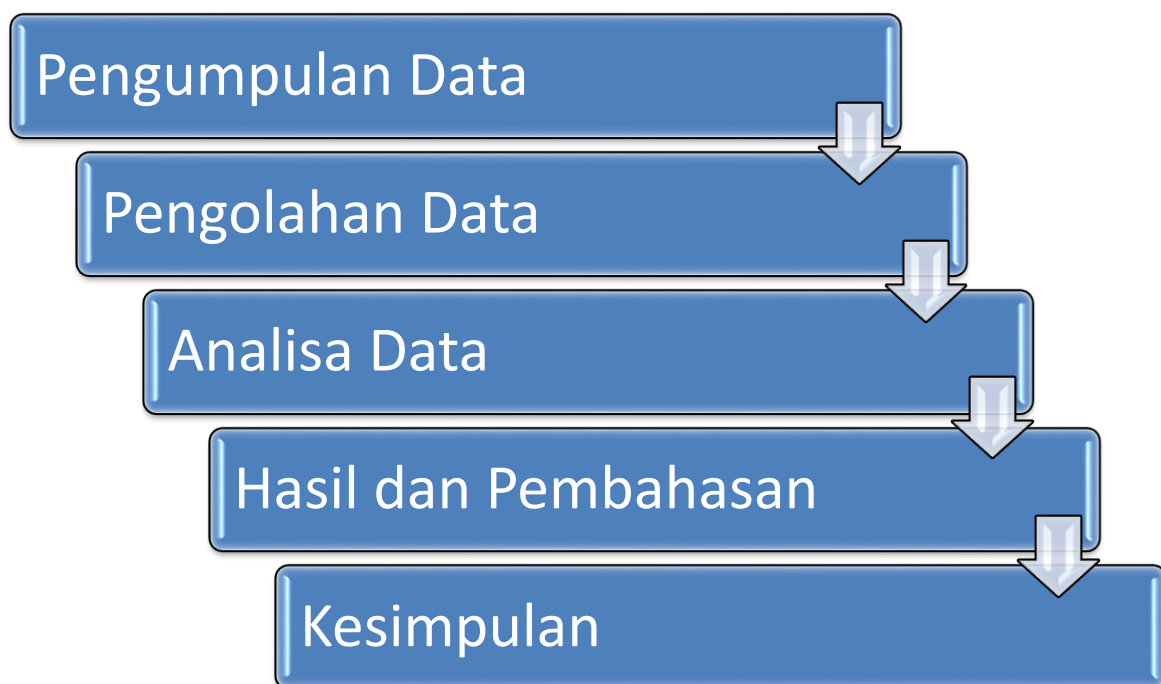 Pengumpulan Data
Pengolahan Data
Analisa Data
Hasil dan Pembahasan
Kesimpulan